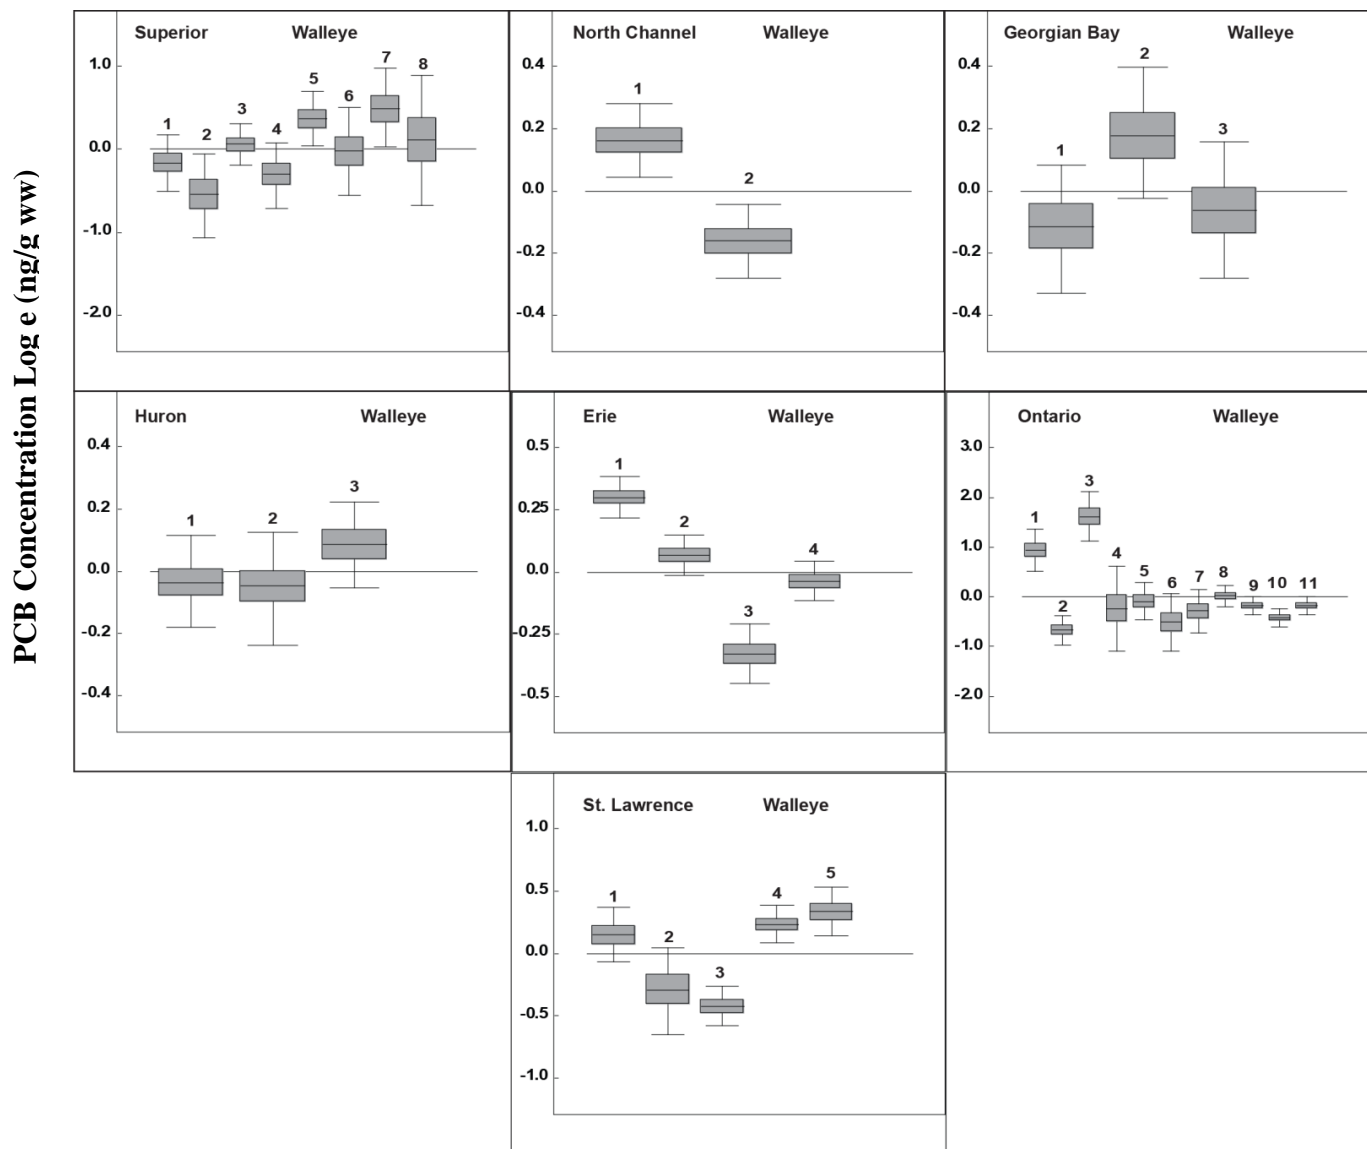 PCB Concentration Log e (ng/g ww)
Superior Walleye
1.0
0.0
-1.0
-2.0
1 2 3 4 5 6 7 8
North Channel Walleye
0.4
0.2
0.0
-0.2
-0.4
1 2
Georgian Bay Walleye
0.4
0.2
0.0
-0.2
-0.4
1 2 3
Huron Walleye
0.4
0.2
0.0
-0.2
-0.4
1 2 3
Erie Walleye
0.5
0.25
0.0
-0.25
-0.5
1 2 3 4
Ontario Walleye
3.0
2.0
1.0
0.0
-1.0
-2.0
1 2 3 4 5 6 7 8 9 10 11
St. Lawrence Walleye
1.0
0.5
0.0
-0.5
-1.0
1 2 3 4 5